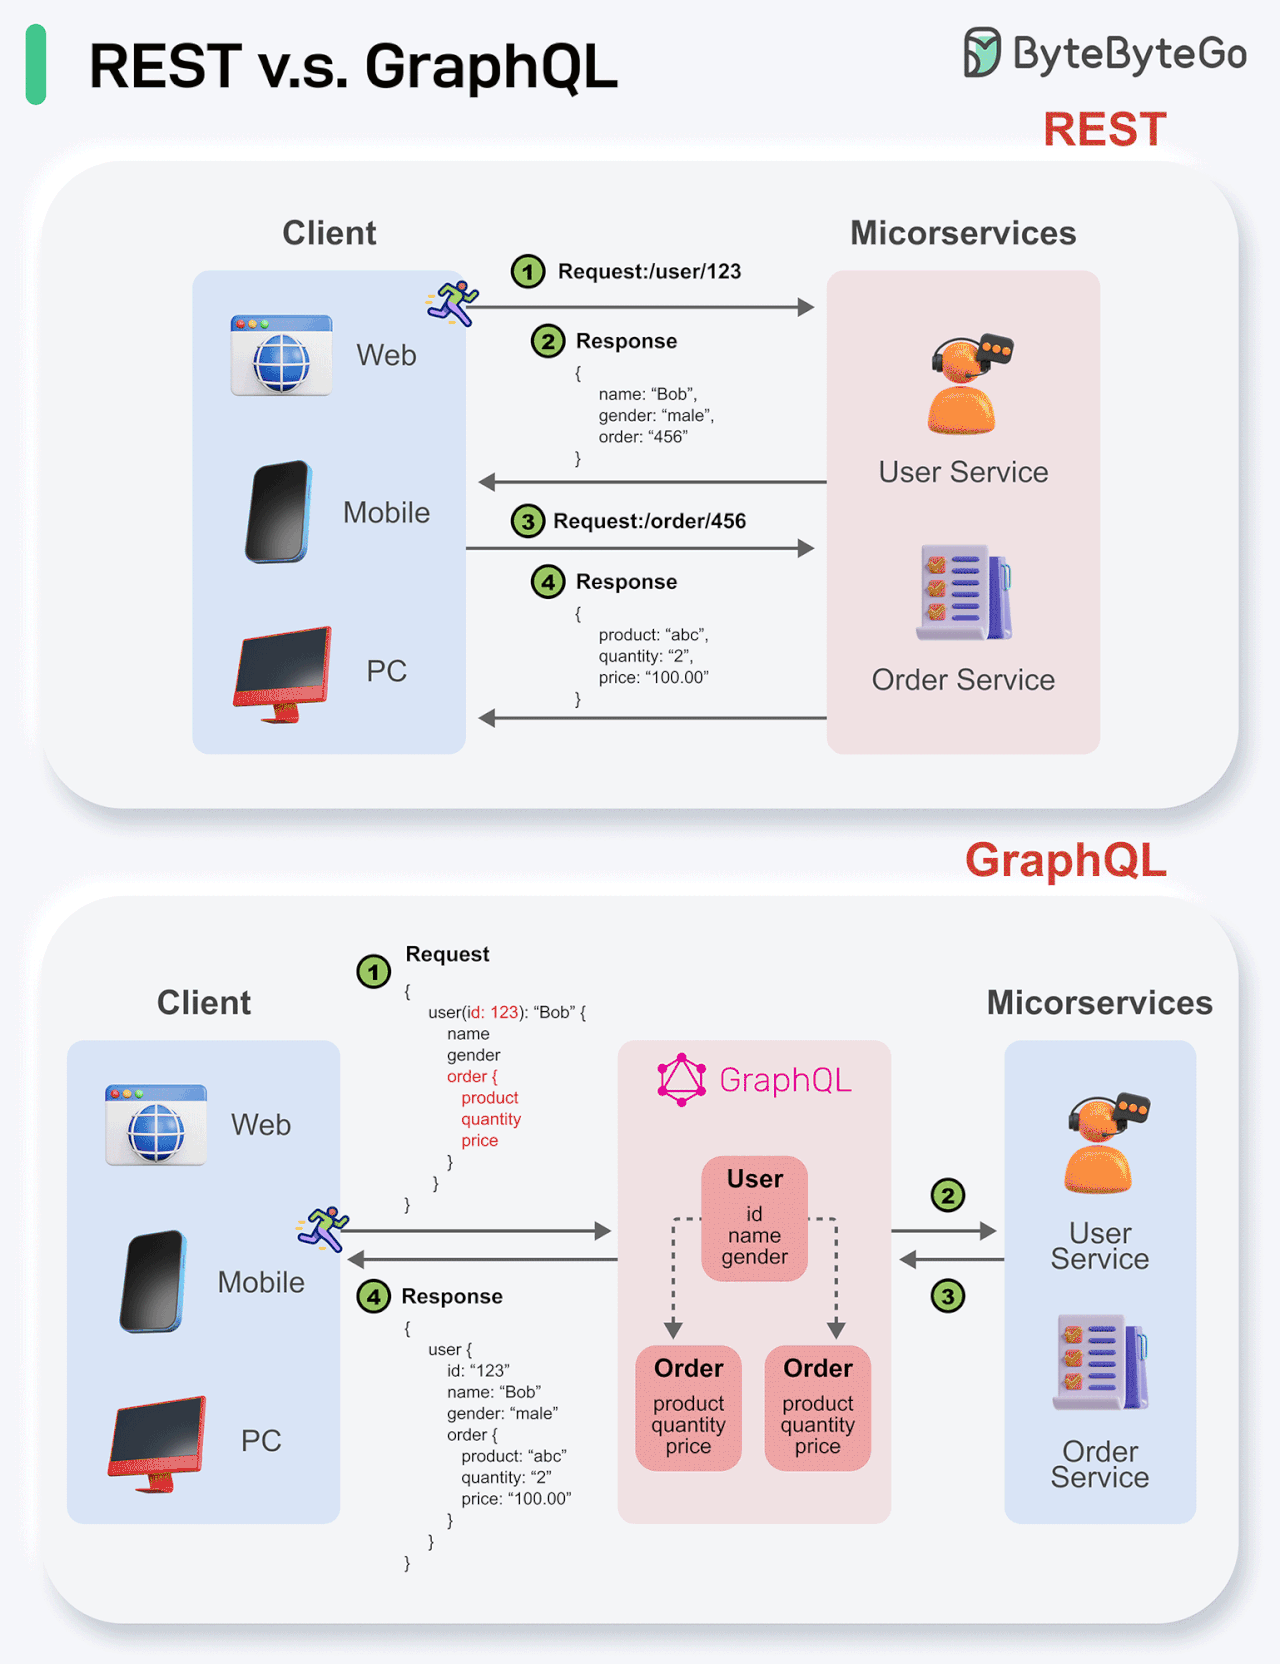 REST v.s. GraphQL
ByteByteGo
REST
Client
Micorservices
1 Request:/user/123
Web
2 Response
{
name: “Bob”,
gender: “male”,
order: “456”
}
User Service
Mobile
3 Request:/order/456
4 Response
{
product: “abc”,
quantity: “2”,
price: “100.00”
}
PC
Order Service
GraphQL
Client
1 Request
{
user(id: 123): “Bob” {
name
gender
order {
product
quantity
price
}
}
}
Micorservices
Web
GraphQL
User
id
name
gender
2
User
Service
Mobile
3
4 Response
{
user {
id: “123”
name: “Bob”
gender: “male”
order {
product: “abc”
quantity: “2”
price: “100.00”
}
}
}
Order
product
quantity
price
Order
product
quantity
price
PC
Order
Service